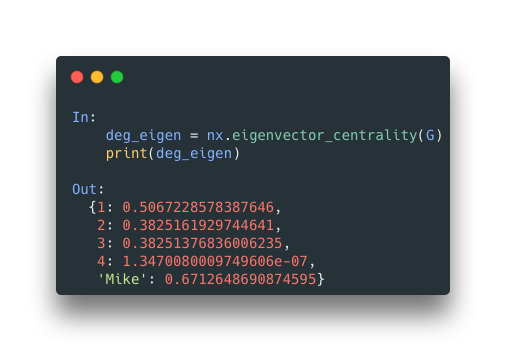 In:
deg_eigen = nx.eigenvector_centrality(G)
print(deg_eigen)
Out:
{1: 0.5067228578387646,
2: 0.3825161929744641,
3: 0.38251376836006235,
4: 1.3470080009749606e-07,
'Mike': 0.6712648690874595}